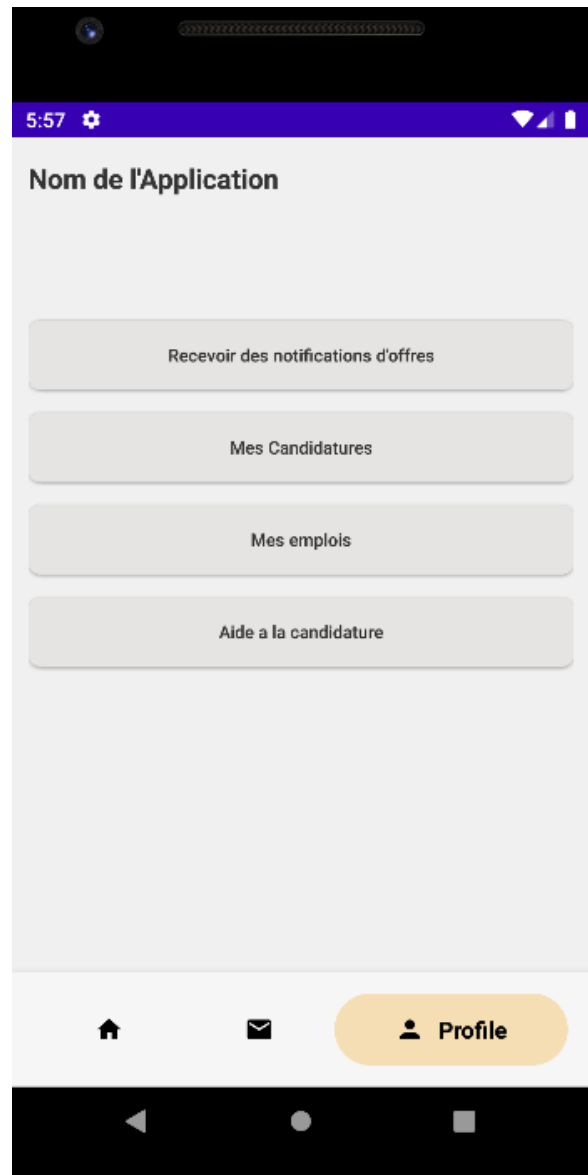 5:57
Nom de l'Application
Recevoir des notifications d'offres
Mes Candidatures
Mes emplois
Aide a la candidature
Profile